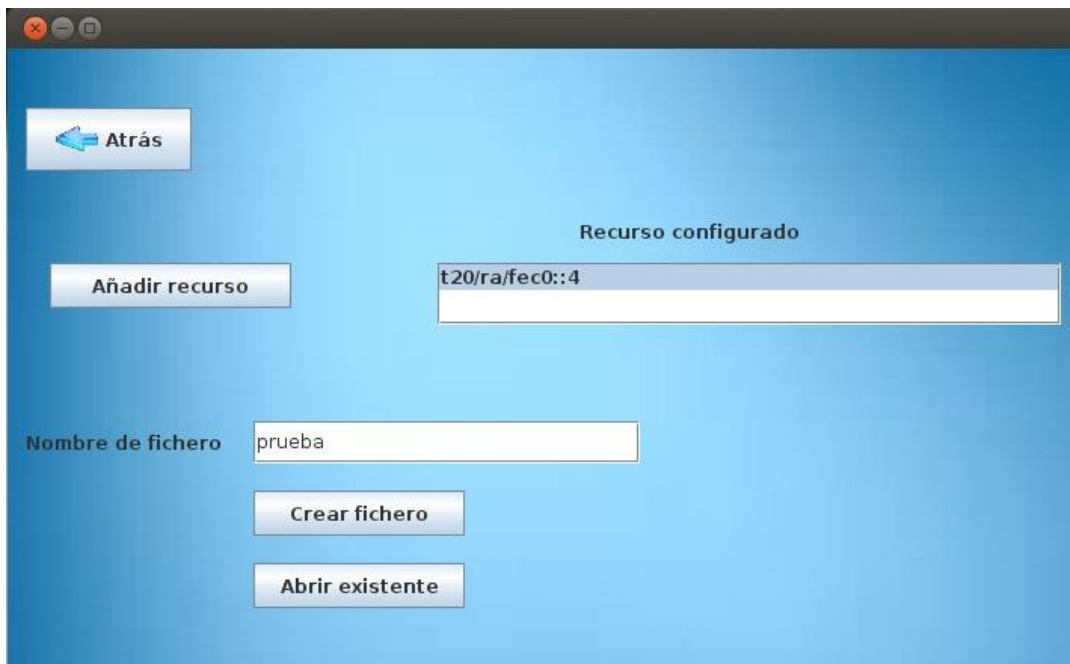 Atrás
Recurso configurado
Añadir recurso
t20/ra/fec0::4
Nombre de fichero
prueba
Crear fichero
Abrir existente